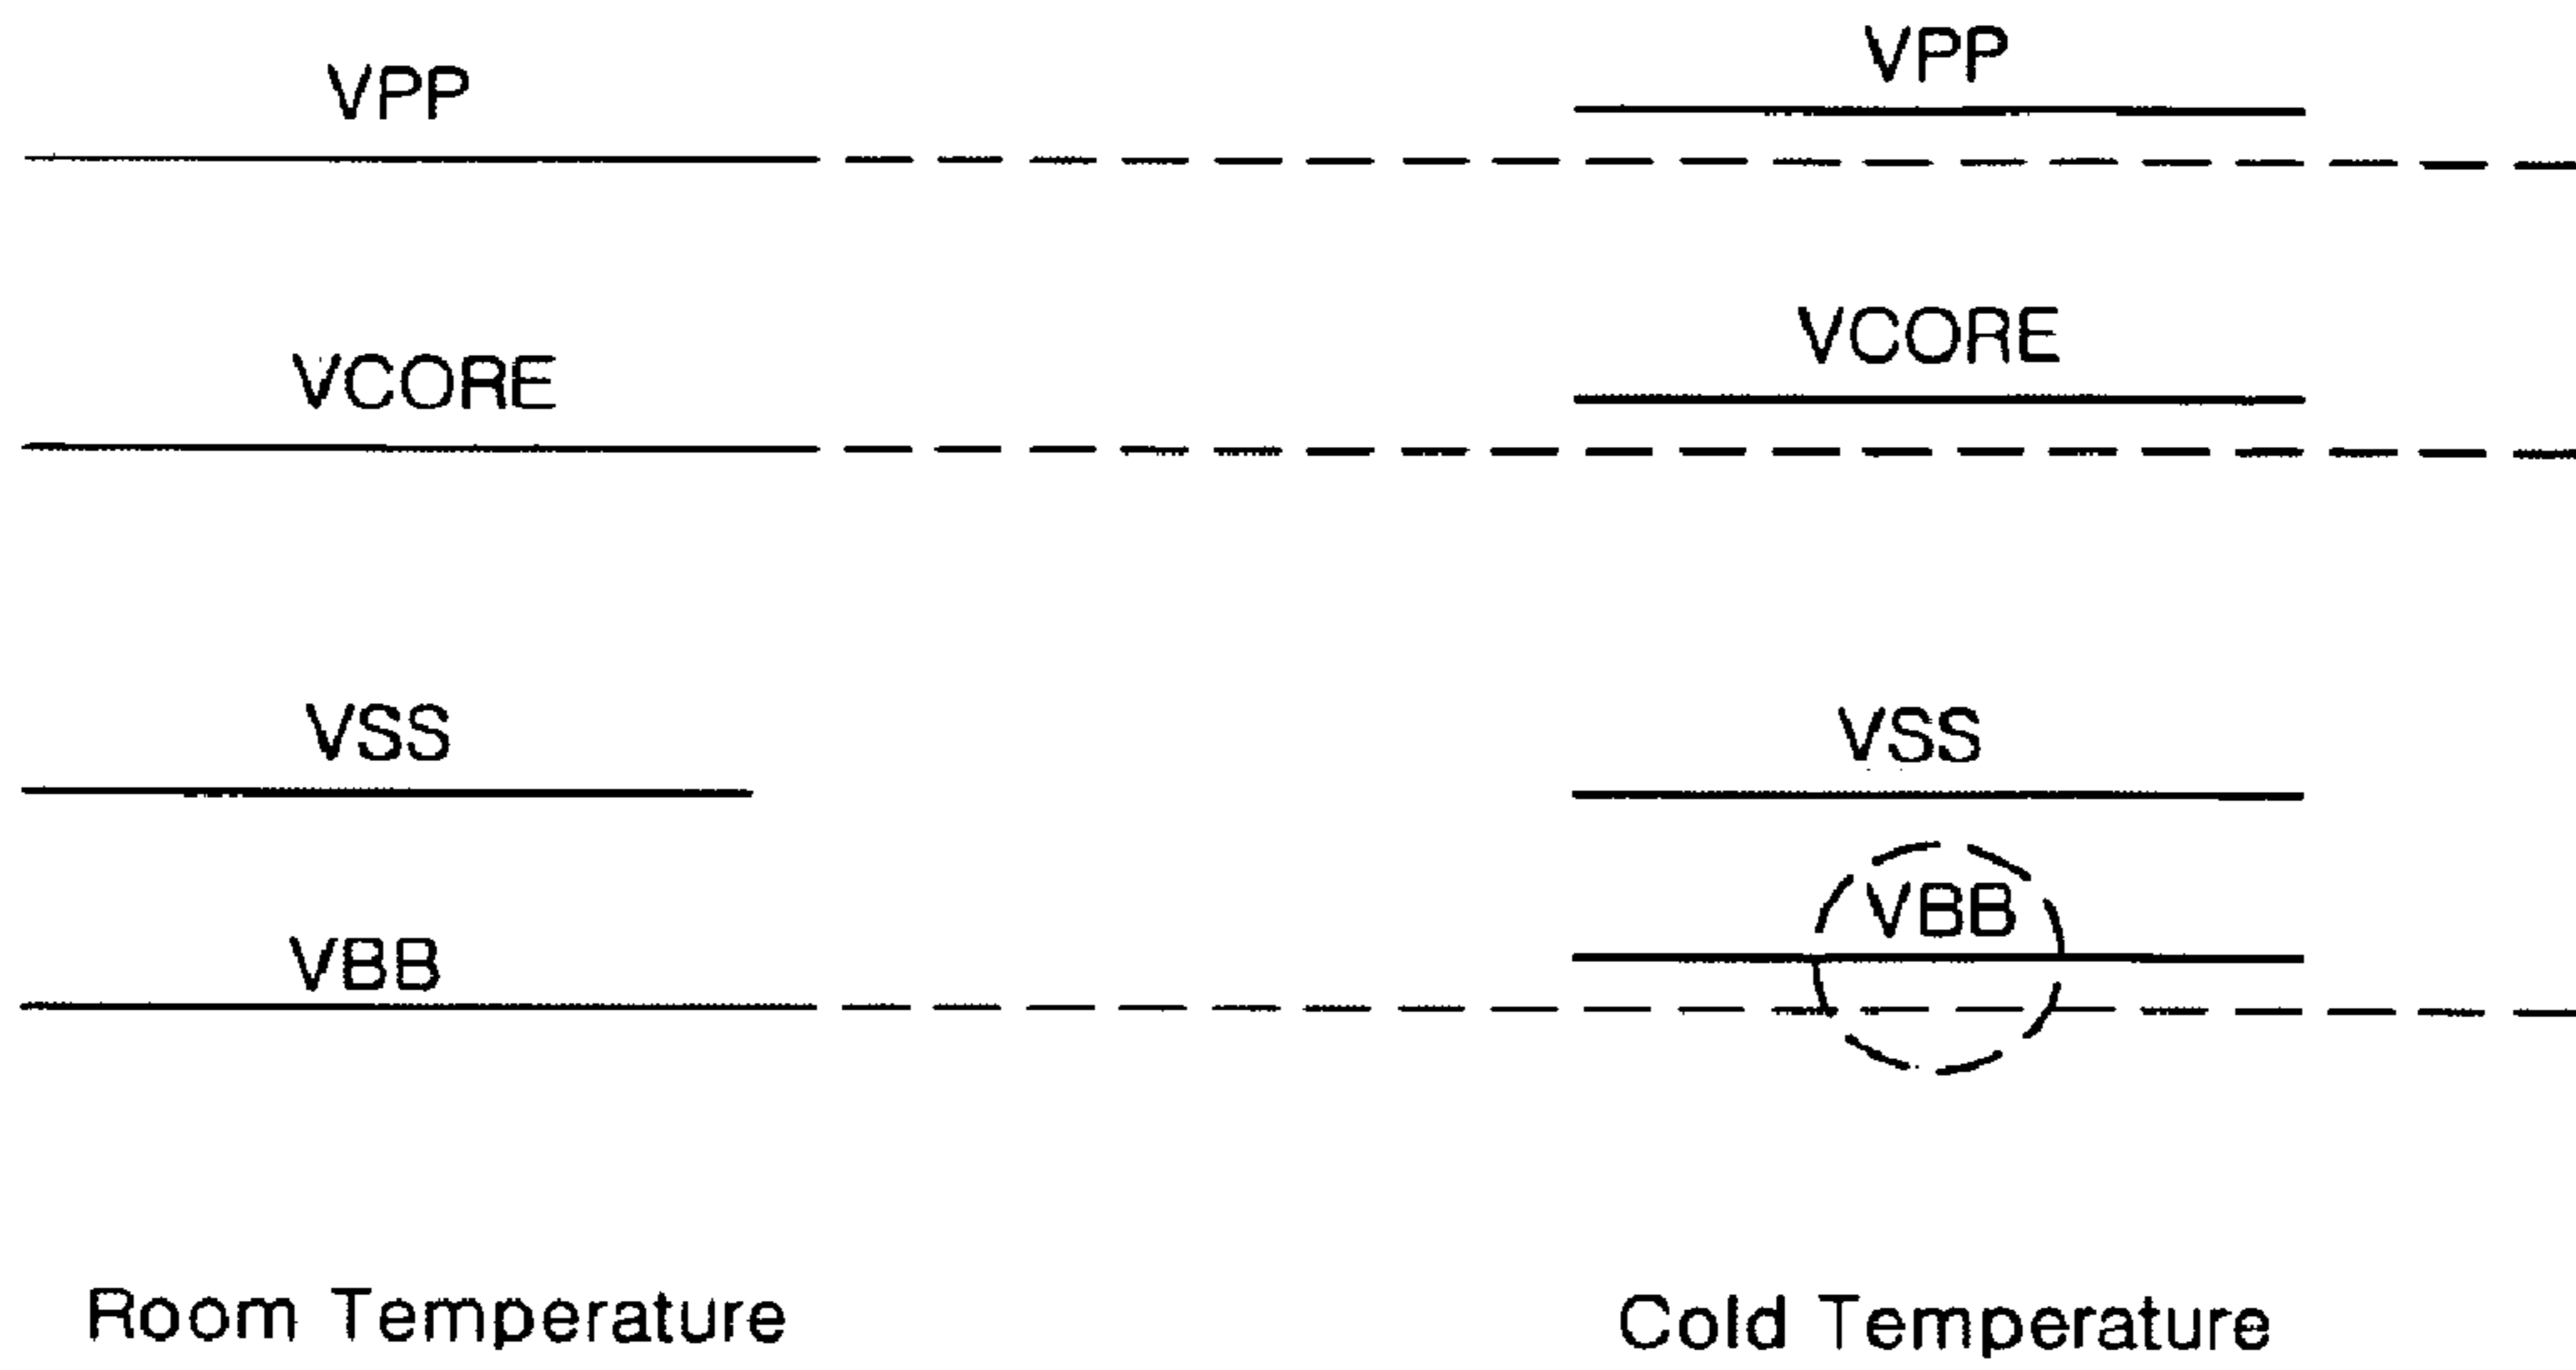 VPP
VPP
VCORE
VCORE
VSS
VSS
VBB
VBB
Room Temperature
Cold Temperature